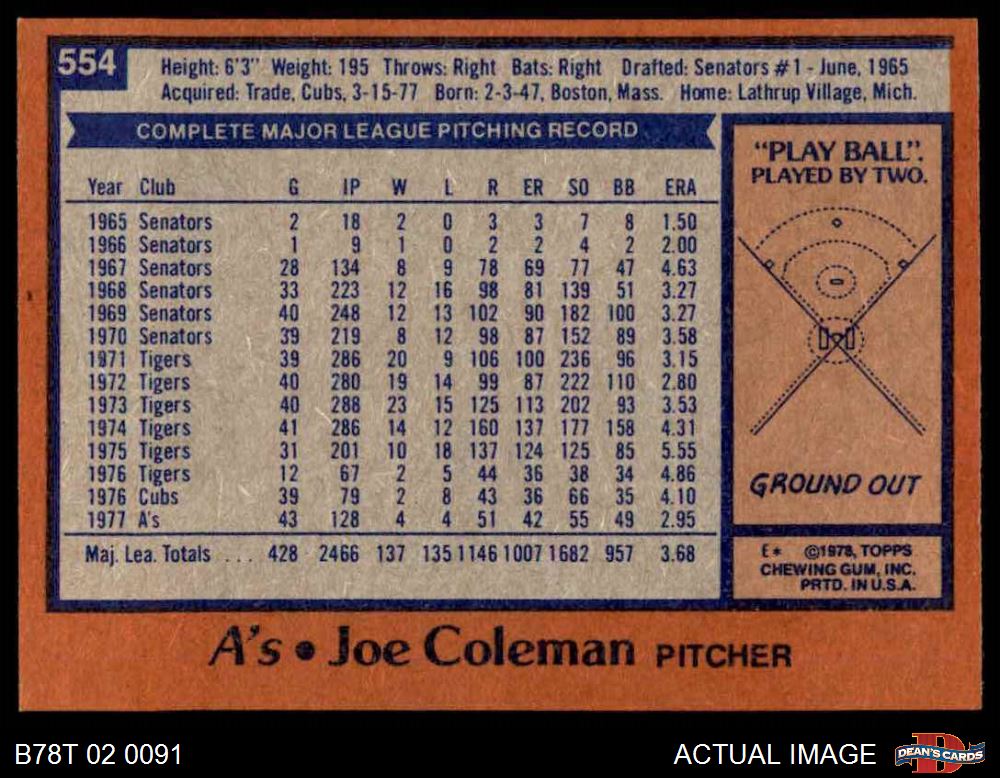 554
Height: 6'3" Weight: 195 Throws: Right Bats: Right Drafted: Senators #1 - June, 1965
Acquired: Trade, Cubs, 3-15-77 Born: 2-3-47, Boston, Mass. Home: Lathrup Village, Mich.
COMPLETE MAJOR LEAGUE PITCHING RECORD
Year Club G IP W L R ER SO BB ERA
1965 Senators 2 18 2 0 3 3 7 8 1.50
1966 Senators 1 9 1 0 2 2 4 2 2.00
1967 Senators 28 134 8 9 78 69 77 47 4.63
1968 Senators 33 223 12 16 98 81 139 51 3.27
1969 Senators 40 248 12 13 102 90 182 100 3.27
1970 Senators 39 219 8 12 98 87 152 89 3.58
1971 Tigers 39 286 20 9 106 100 236 96 3.15
1972 Tigers 40 280 19 14 99 87 222 110 2.80
1973 Tigers 40 288 23 15 125 113 202 93 3.53
1974 Tigers 41 286 14 12 160 137 177 158 4.31
1975 Tigers 31 201 10 18 137 124 125 85 5.55
1976 Tigers 12 67 2 5 44 36 38 34 4.86
1976 Cubs 39 79 2 8 43 36 66 35 4.10
1977 A's 43 128 4 4 51 42 55 49 2.95
Maj. Lea. Totals ... 428 2466 137 135 1146 1007 1682 957 3.68
"PLAY BALL".
PLAYED BY TWO.
GROUND OUT
E* ©1978, TOPPS
CHEWING GUM, INC.
PRTD. IN U.S.A.
A's • Joe Coleman PITCHER
B78T 02 0091
ACTUAL IMAGE
DEAN'S CARDS